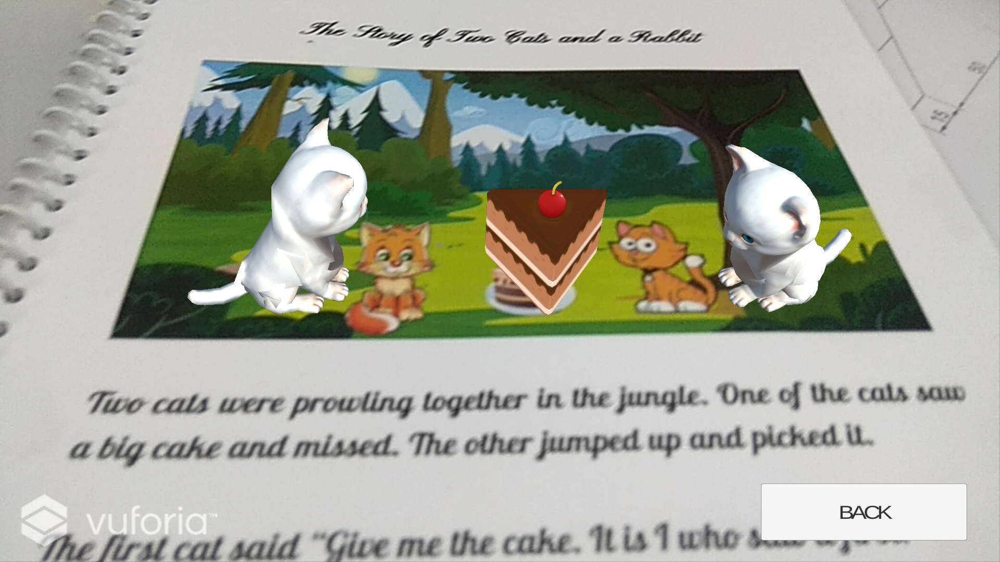 The Story of Two Cats and a Rabbit
Two cats were prowling together in the jungle. One of the cats saw
a big cake and missed. The other jumped up and picked it.
BACK
vuforia™
The first cat said “Give me the cake. It is I who
15